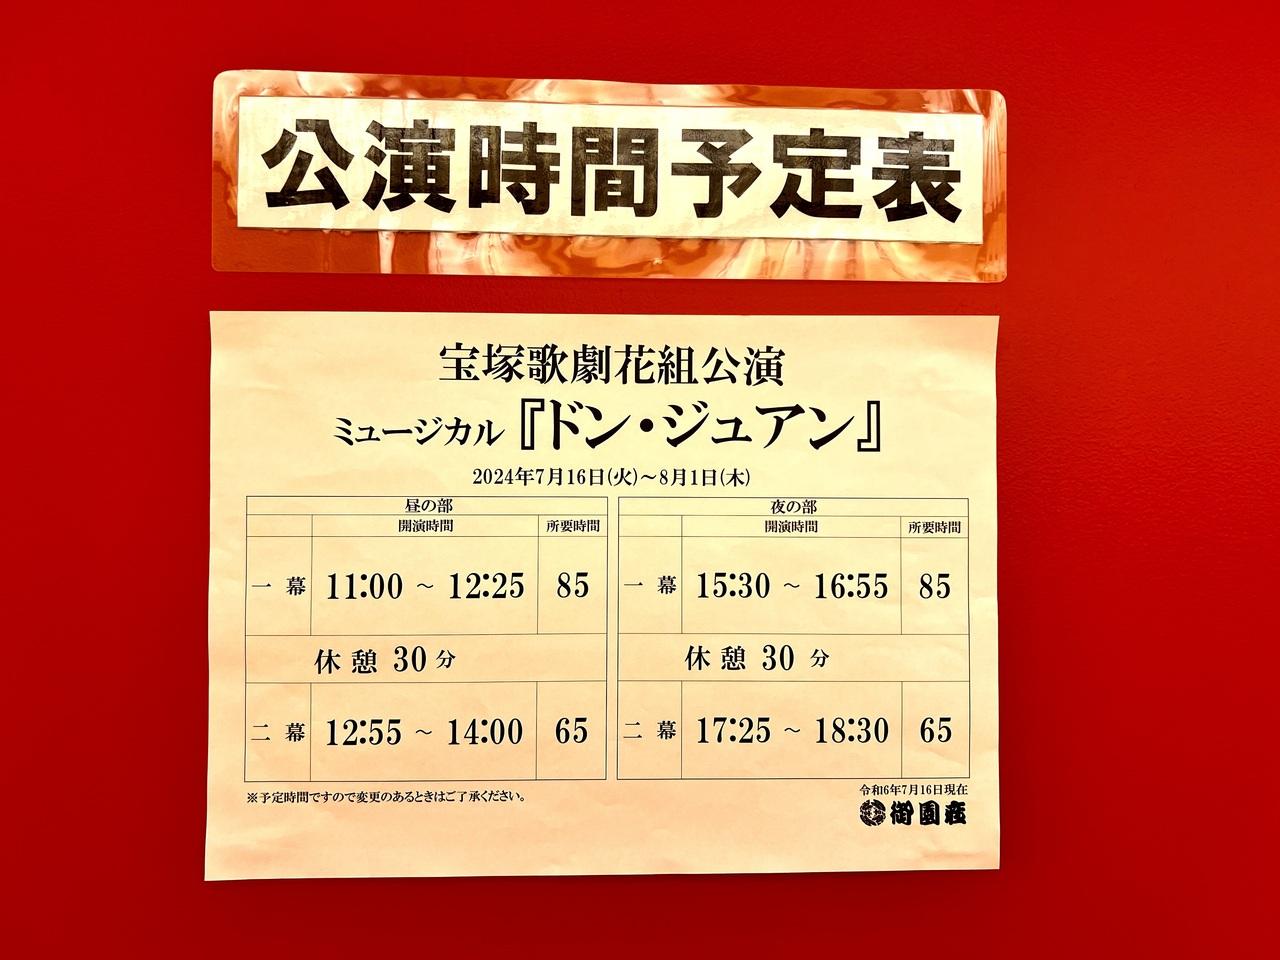 公演時間予定表
宝塚歌劇花組公演
ミュージカル『ドン・ジュアン』
2024年7月16日(火)～8月1日(木)
昼の部
開演時間 所要時間
一幕 11:00 ～ 12:25 85
休憩 30 分
二幕 12:55 ～ 14:00 65
夜の部
開演時間 所要時間
一幕 15:30 ～ 16:55 85
休憩 30 分
二幕 17:25 ～ 18:30 65
※予定時間ですので変更のあるときはご了承ください。
令和6年7月16日現在
御園座